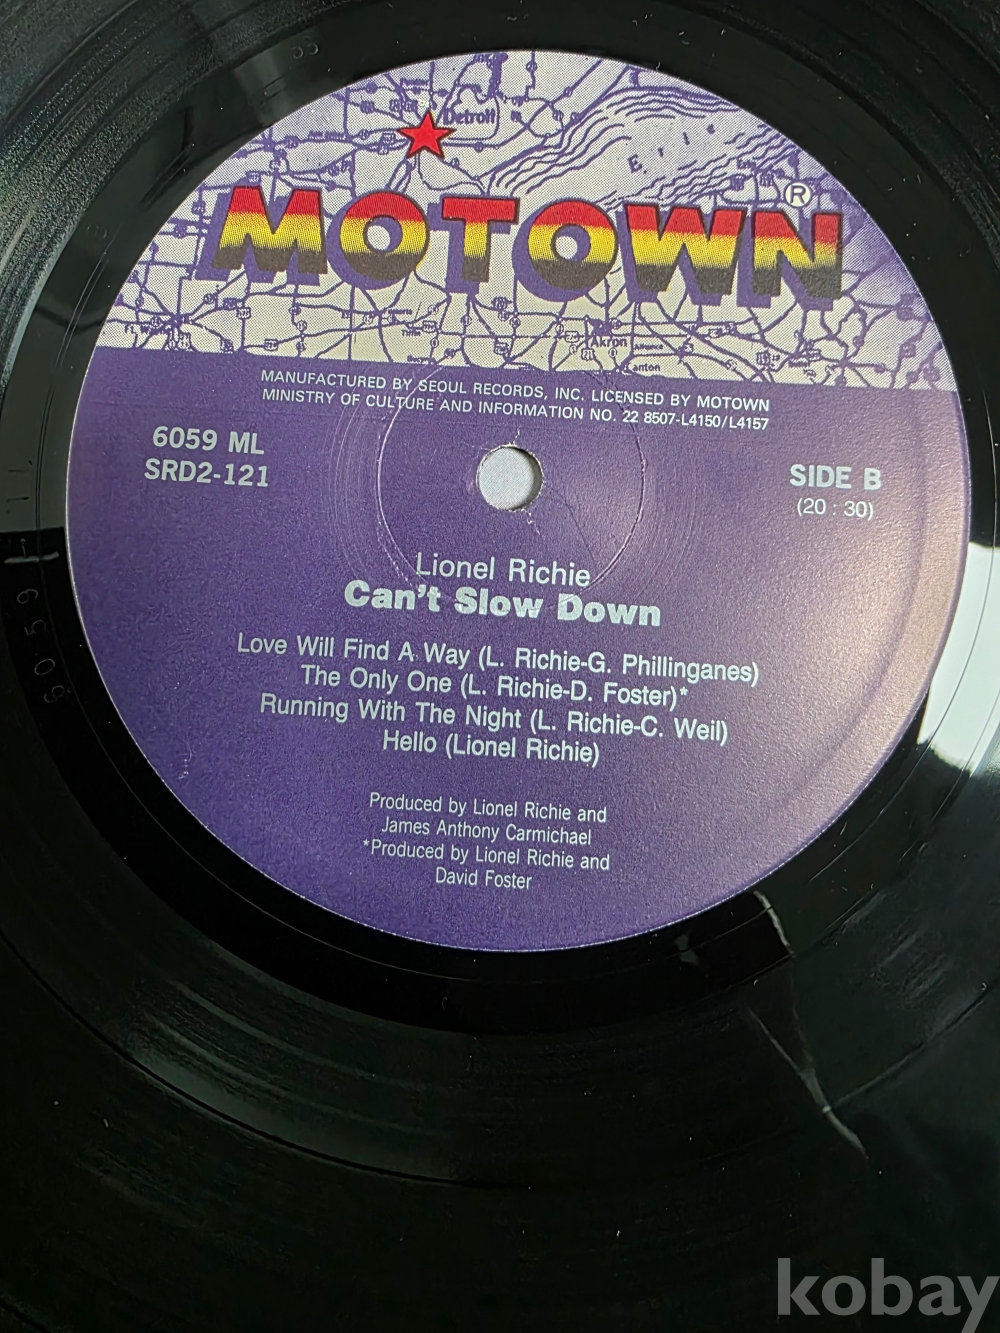 Detroit
Erie
MOTOWN®
Akron
MANUFACTURED BY SEOUL RECORDS, INC. LICENSED BY MOTOWN
MINISTRY OF CULTURE AND INFORMATION NO. 22 8507-L4150/L4157
6059 ML
SRD2-121
SIDE B
(20 : 30)
Lionel Richie
Can't Slow Down
Love Will Find A Way (L. Richie-G. Phillinganes)
The Only One (L. Richie-D. Foster)*
Running With The Night (L. Richie-C. Weil)
Hello (Lionel Richie)
Produced by Lionel Richie and
James Anthony Carmichael
*Produced by Lionel Richie and
David Foster
kobay